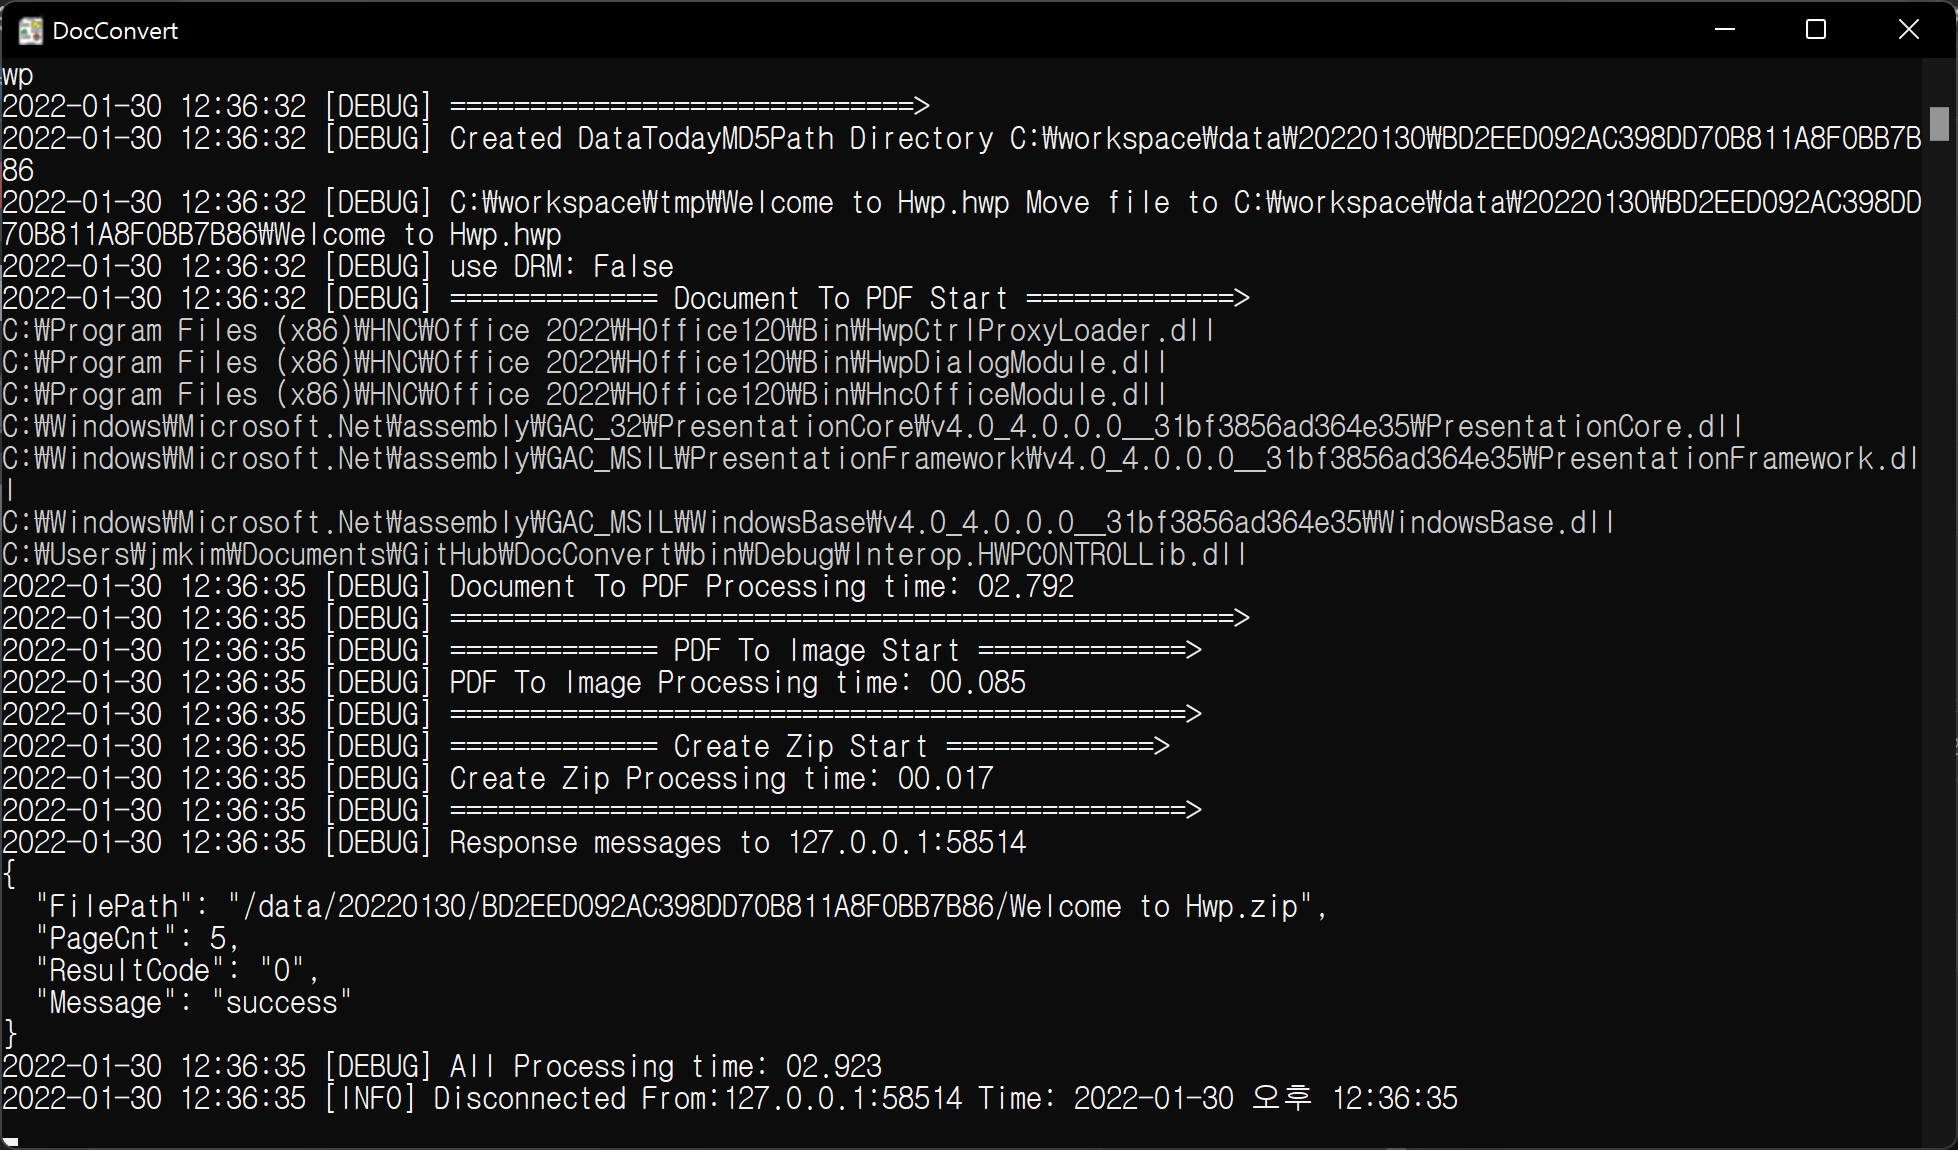 DocConvert
wp
2022-01-30 12:36:32 [DEBUG] =============================>
2022-01-30 12:36:32 [DEBUG] Created DataTodayMD5Path Directory C:₩workspace₩data₩20220130₩BD2EED092AC398DD70B811A8F0BB7B
86
2022-01-30 12:36:32 [DEBUG] C:₩workspace₩tmp₩Welcome to Hwp.hwp Move file to C:₩workspace₩data₩20220130₩BD2EED092AC398DD
70B811A8F0BB7B86₩Welcome to Hwp.hwp
2022-01-30 12:36:32 [DEBUG] use DRM: False
2022-01-30 12:36:32 [DEBUG] ============= Document To PDF Start =============>
C:₩Program Files (x86)₩HNC₩Office 2022₩HOffice120₩Bin₩HwpCtrlProxyLoader.dll
C:₩Program Files (x86)₩HNC₩Office 2022₩HOffice120₩Bin₩HwpDialogModule.dll
C:₩Program Files (x86)₩HNC₩Office 2022₩HOffice120₩Bin₩HncOfficeModule.dll
C:₩Windows₩Microsoft.Net₩assembly₩GAC_32₩PresentationCore₩v4.0_4.0.0.0__31bf3856ad364e35₩PresentationCore.dll
C:₩Windows₩Microsoft.Net₩assembly₩GAC_MSIL₩PresentationFramework₩v4.0_4.0.0.0__31bf3856ad364e35₩PresentationFramework.dl
l
C:₩Windows₩Microsoft.Net₩assembly₩GAC_MSIL₩WindowsBase₩v4.0_4.0.0.0__31bf3856ad364e35₩WindowsBase.dll
C:₩Users₩jmkim₩Documents₩GitHub₩DocConvert₩bin₩Debug₩Interop.HWPCONTROLLib.dll
2022-01-30 12:36:35 [DEBUG] Document To PDF Processing time: 02.792
2022-01-30 12:36:35 [DEBUG] =================================================>
2022-01-30 12:36:35 [DEBUG] ============= PDF To Image Start =============>
2022-01-30 12:36:35 [DEBUG] PDF To Image Processing time: 00.085
2022-01-30 12:36:35 [DEBUG] ==============================================>
2022-01-30 12:36:35 [DEBUG] ============= Create Zip Start =============>
2022-01-30 12:36:35 [DEBUG] Create Zip Processing time: 00.017
2022-01-30 12:36:35 [DEBUG] ==============================================>
2022-01-30 12:36:35 [DEBUG] Response messages to 127.0.0.1:58514
{
  "FilePath": "/data/20220130/BD2EED092AC398DD70B811A8F0BB7B86/Welcome to Hwp.zip",
  "PageCnt": 5,
  "ResultCode": "0",
  "Message": "success"
}
2022-01-30 12:36:35 [DEBUG] All Processing time: 02.923
2022-01-30 12:36:35 [INFO] Disconnected From:127.0.0.1:58514 Time: 2022-01-30 오후 12:36:35